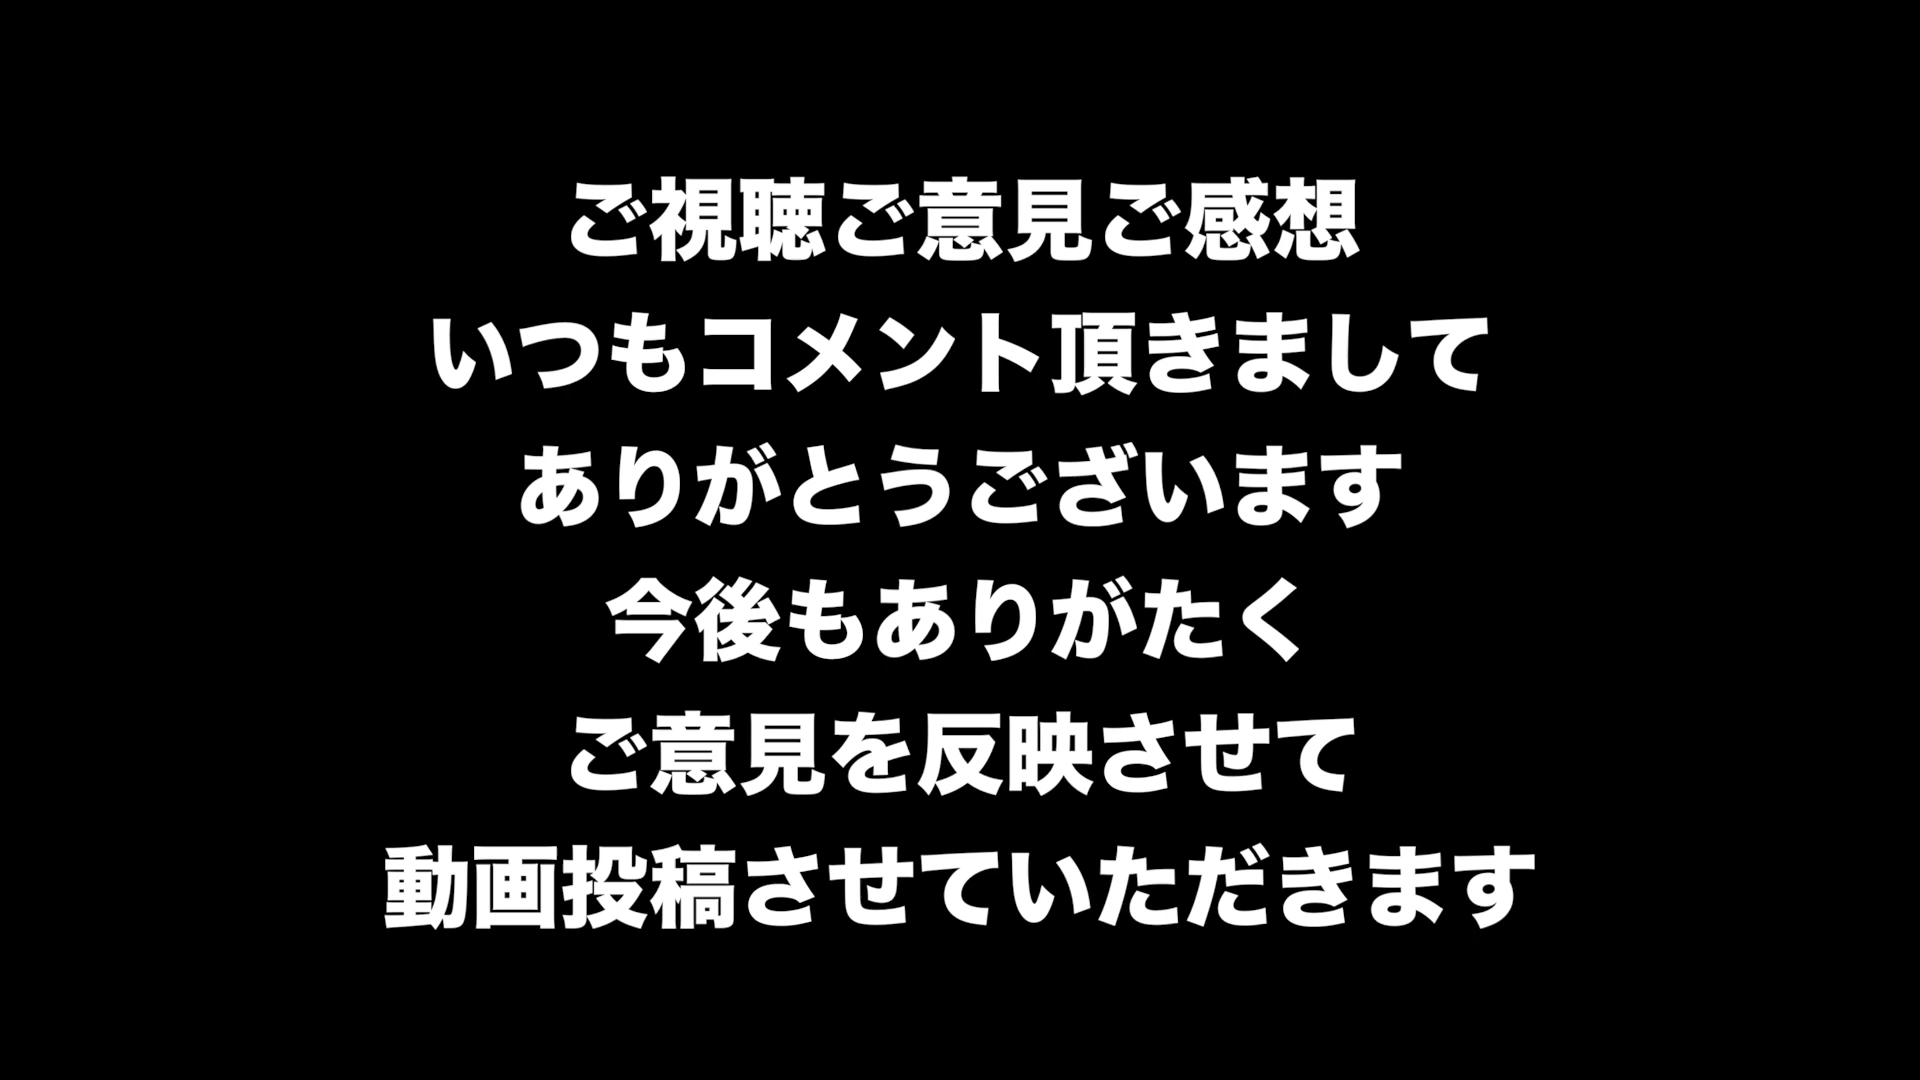 ご視聴ご意見ご感想
いつもコメント頂きまして
ありがとうございます
今後もありがたく
ご意見を反映させて
動画投稿させていただきます